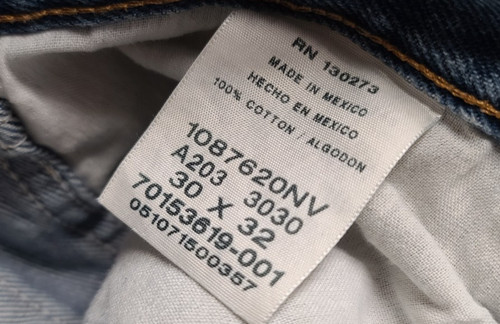 RN 130273
MADE IN MEXICO
HECHO EN MEXICO
100% COTTON / ALGODON
1087620NV
A203 3030
30 X 32
70153619-001
051071500357